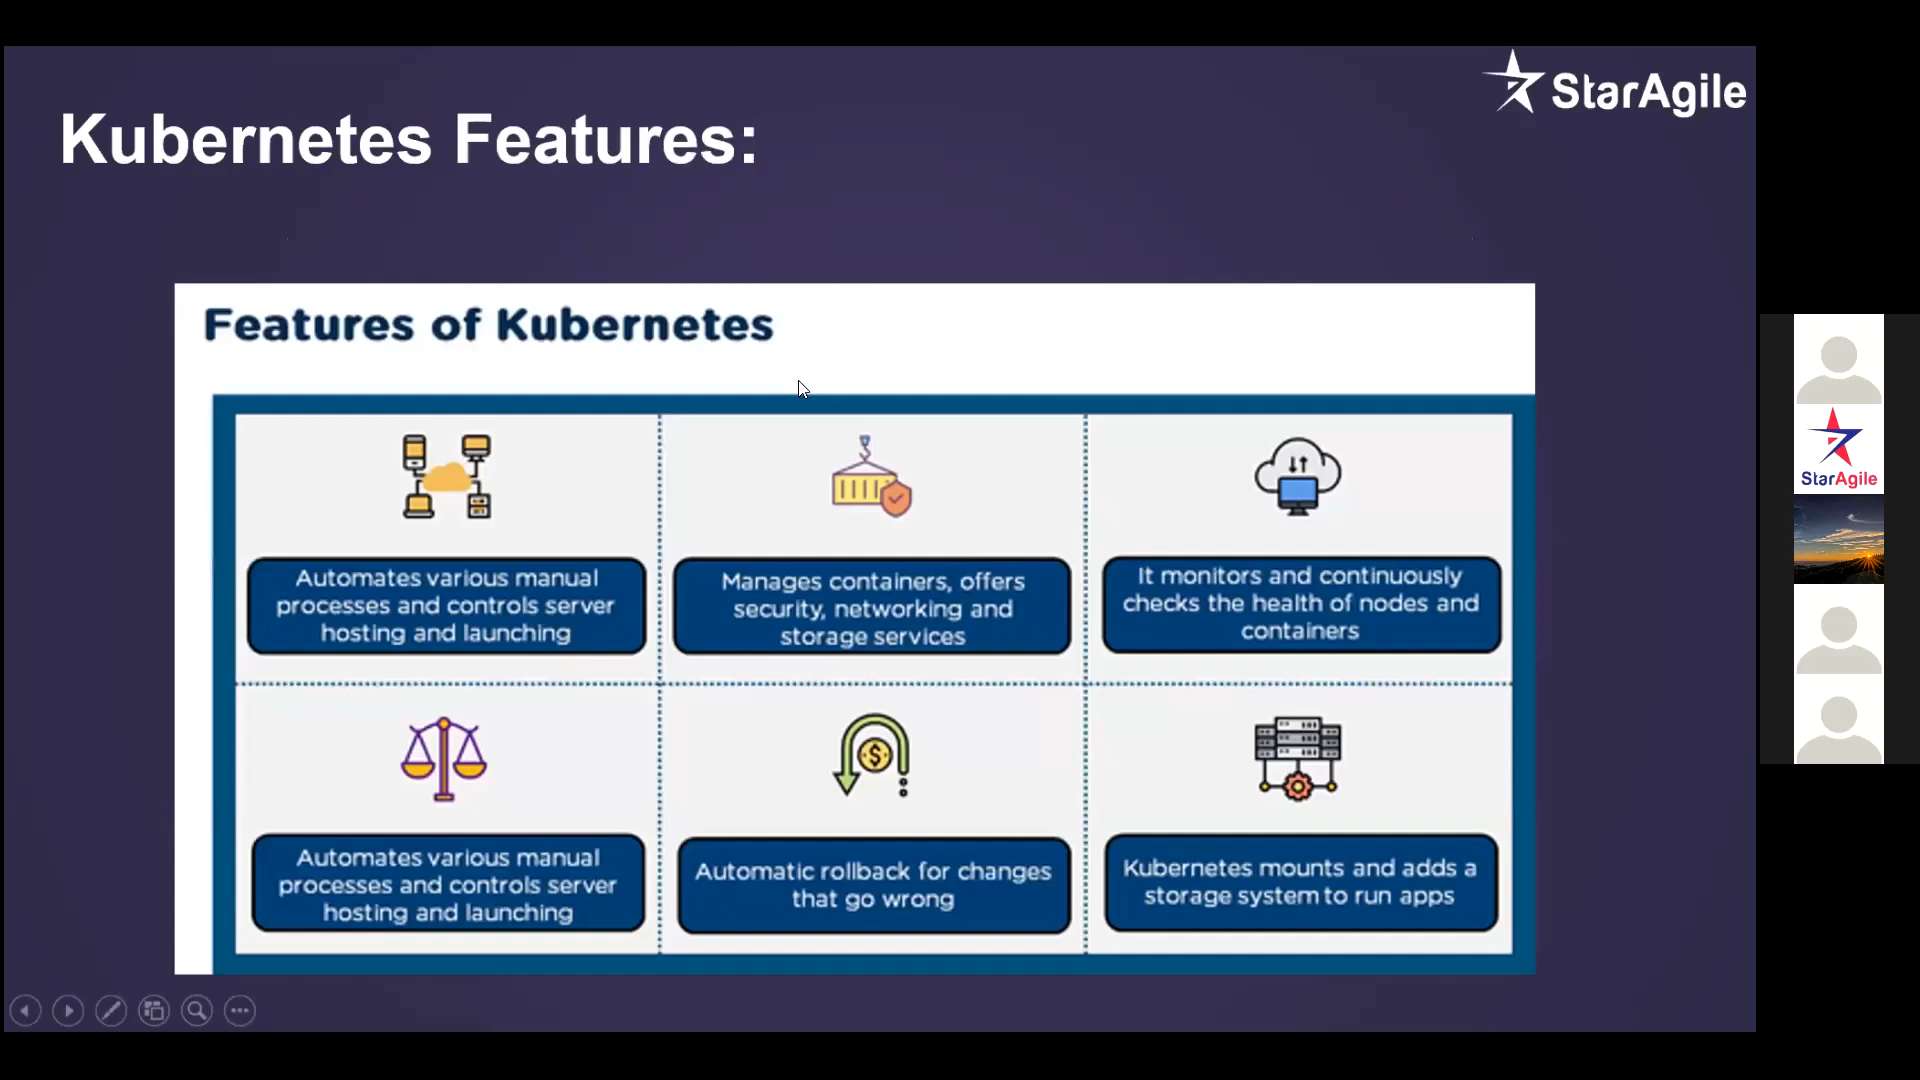 StarAgile
Kubernetes Features:
Features of Kubernetes
Automates various manual
processes and controls server
hosting and launching
Manages containers, offers
security, networking and
storage services
It monitors and continuously
checks the health of nodes and
containers
Automates various manual
processes and controls server
hosting and launching
Automatic rollback for changes
that go wrong
Kubernetes mounts and adds a
storage system to run apps
StarAgile